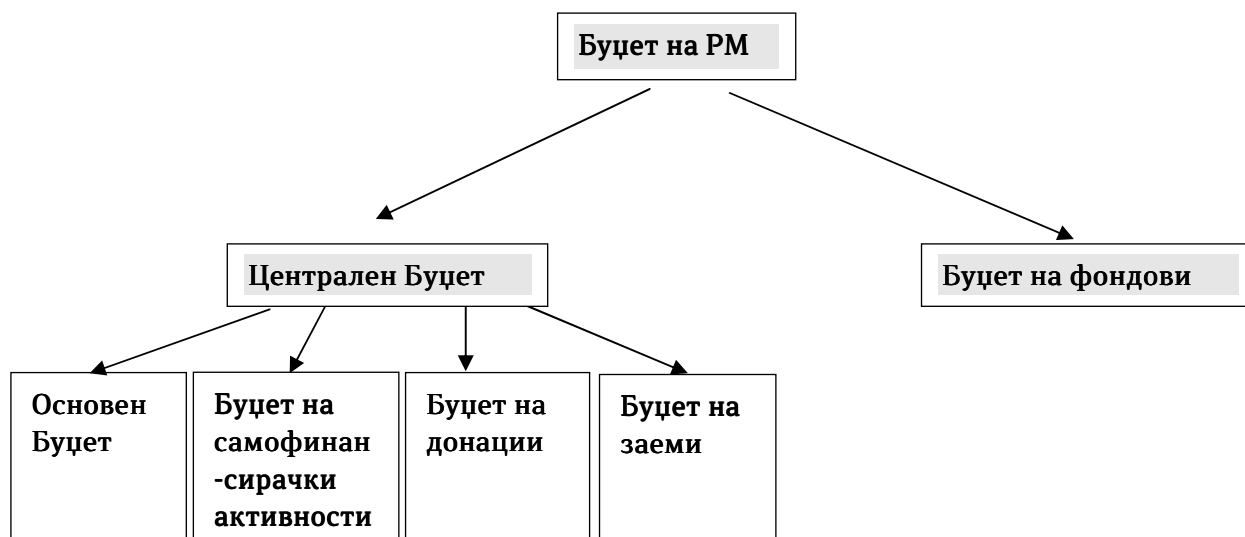 Буџет на РМ
Централен Буџет
Буџет на фондови
Основен
Буџет
Буџет на
самофинан
-сирачки
активности
Буџет на
донации
Буџет на
заеми